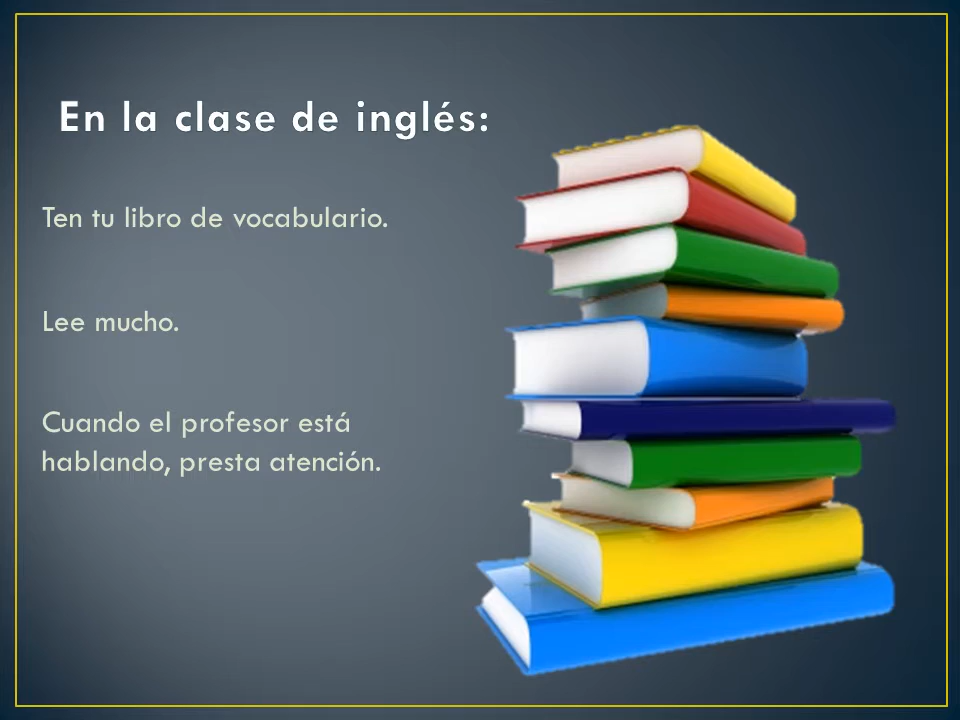 En la clase de inglés:
Ten tu libro de vocabulario.
Lee mucho.
Cuando el profesor está
hablando, presta atención.